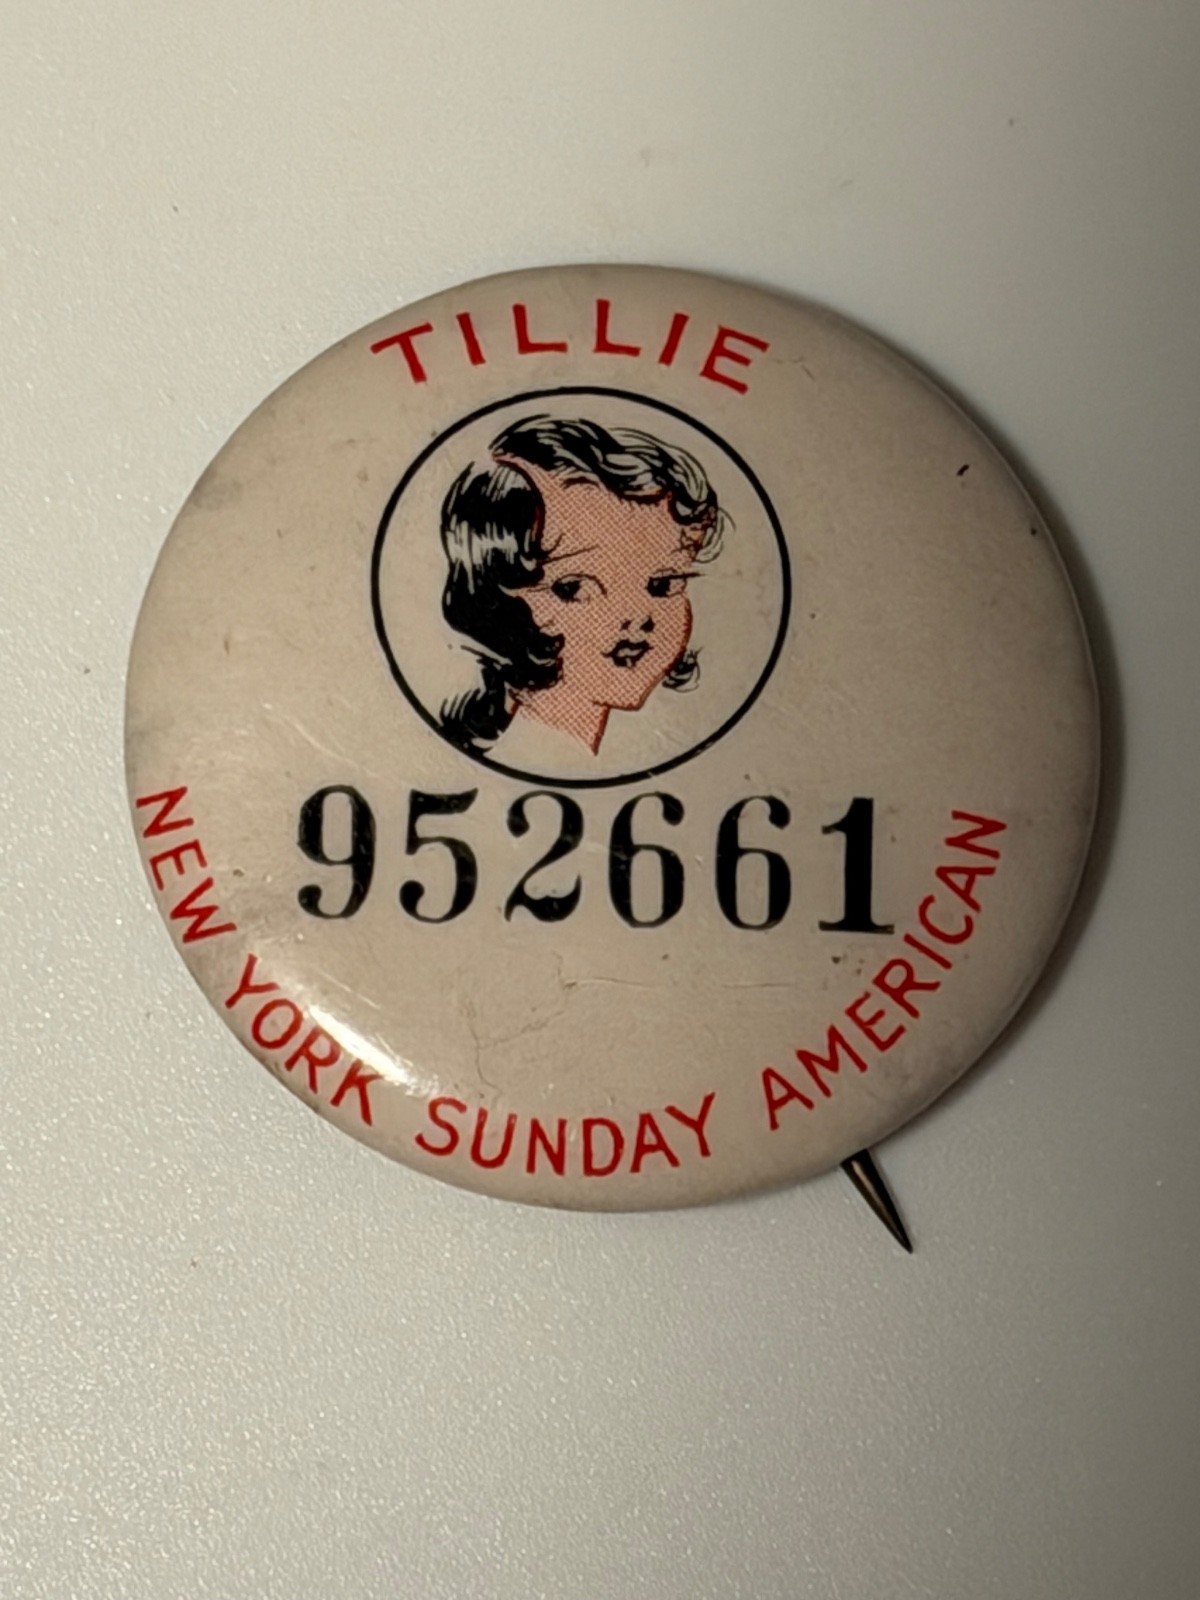 TILLIE
952661
NEW YORK SUNDAY AMERICAN